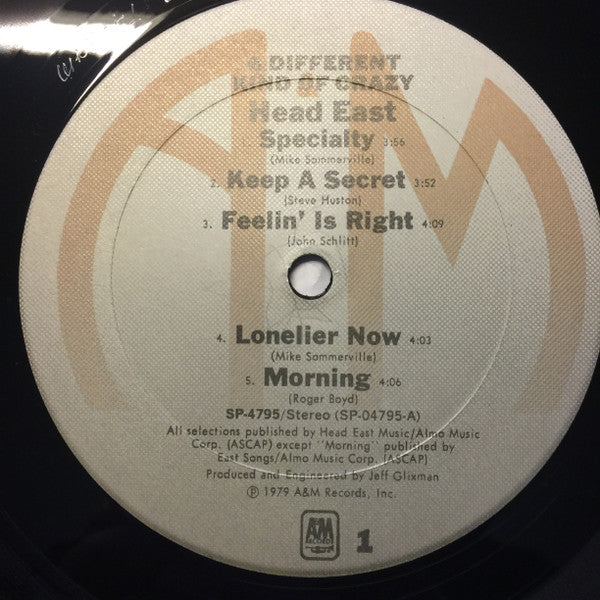 A DIFFERENT
KIND OF CRAZY
Head East
1. Specialty 3:56
(Mike Sommerville)
2. Keep A Secret 3:52
(Steve Huston)
3. Feelin' Is Right 4:09
(John Schlitt)
4. Lonelier Now 4:03
(Mike Sommerville)
5. Morning 4:06
(Roger Boyd)
SP-4795/Stereo (SP-04795-A)
All selections published by Head East Music/Almo Music
Corp. (ASCAP) except "Morning" published by
East Songs/Almo Music Corp. (ASCAP)
Produced and Engineered by Jeff Glixman
℗ 1979 A&M Records, Inc.
A&M
RECORDS
1